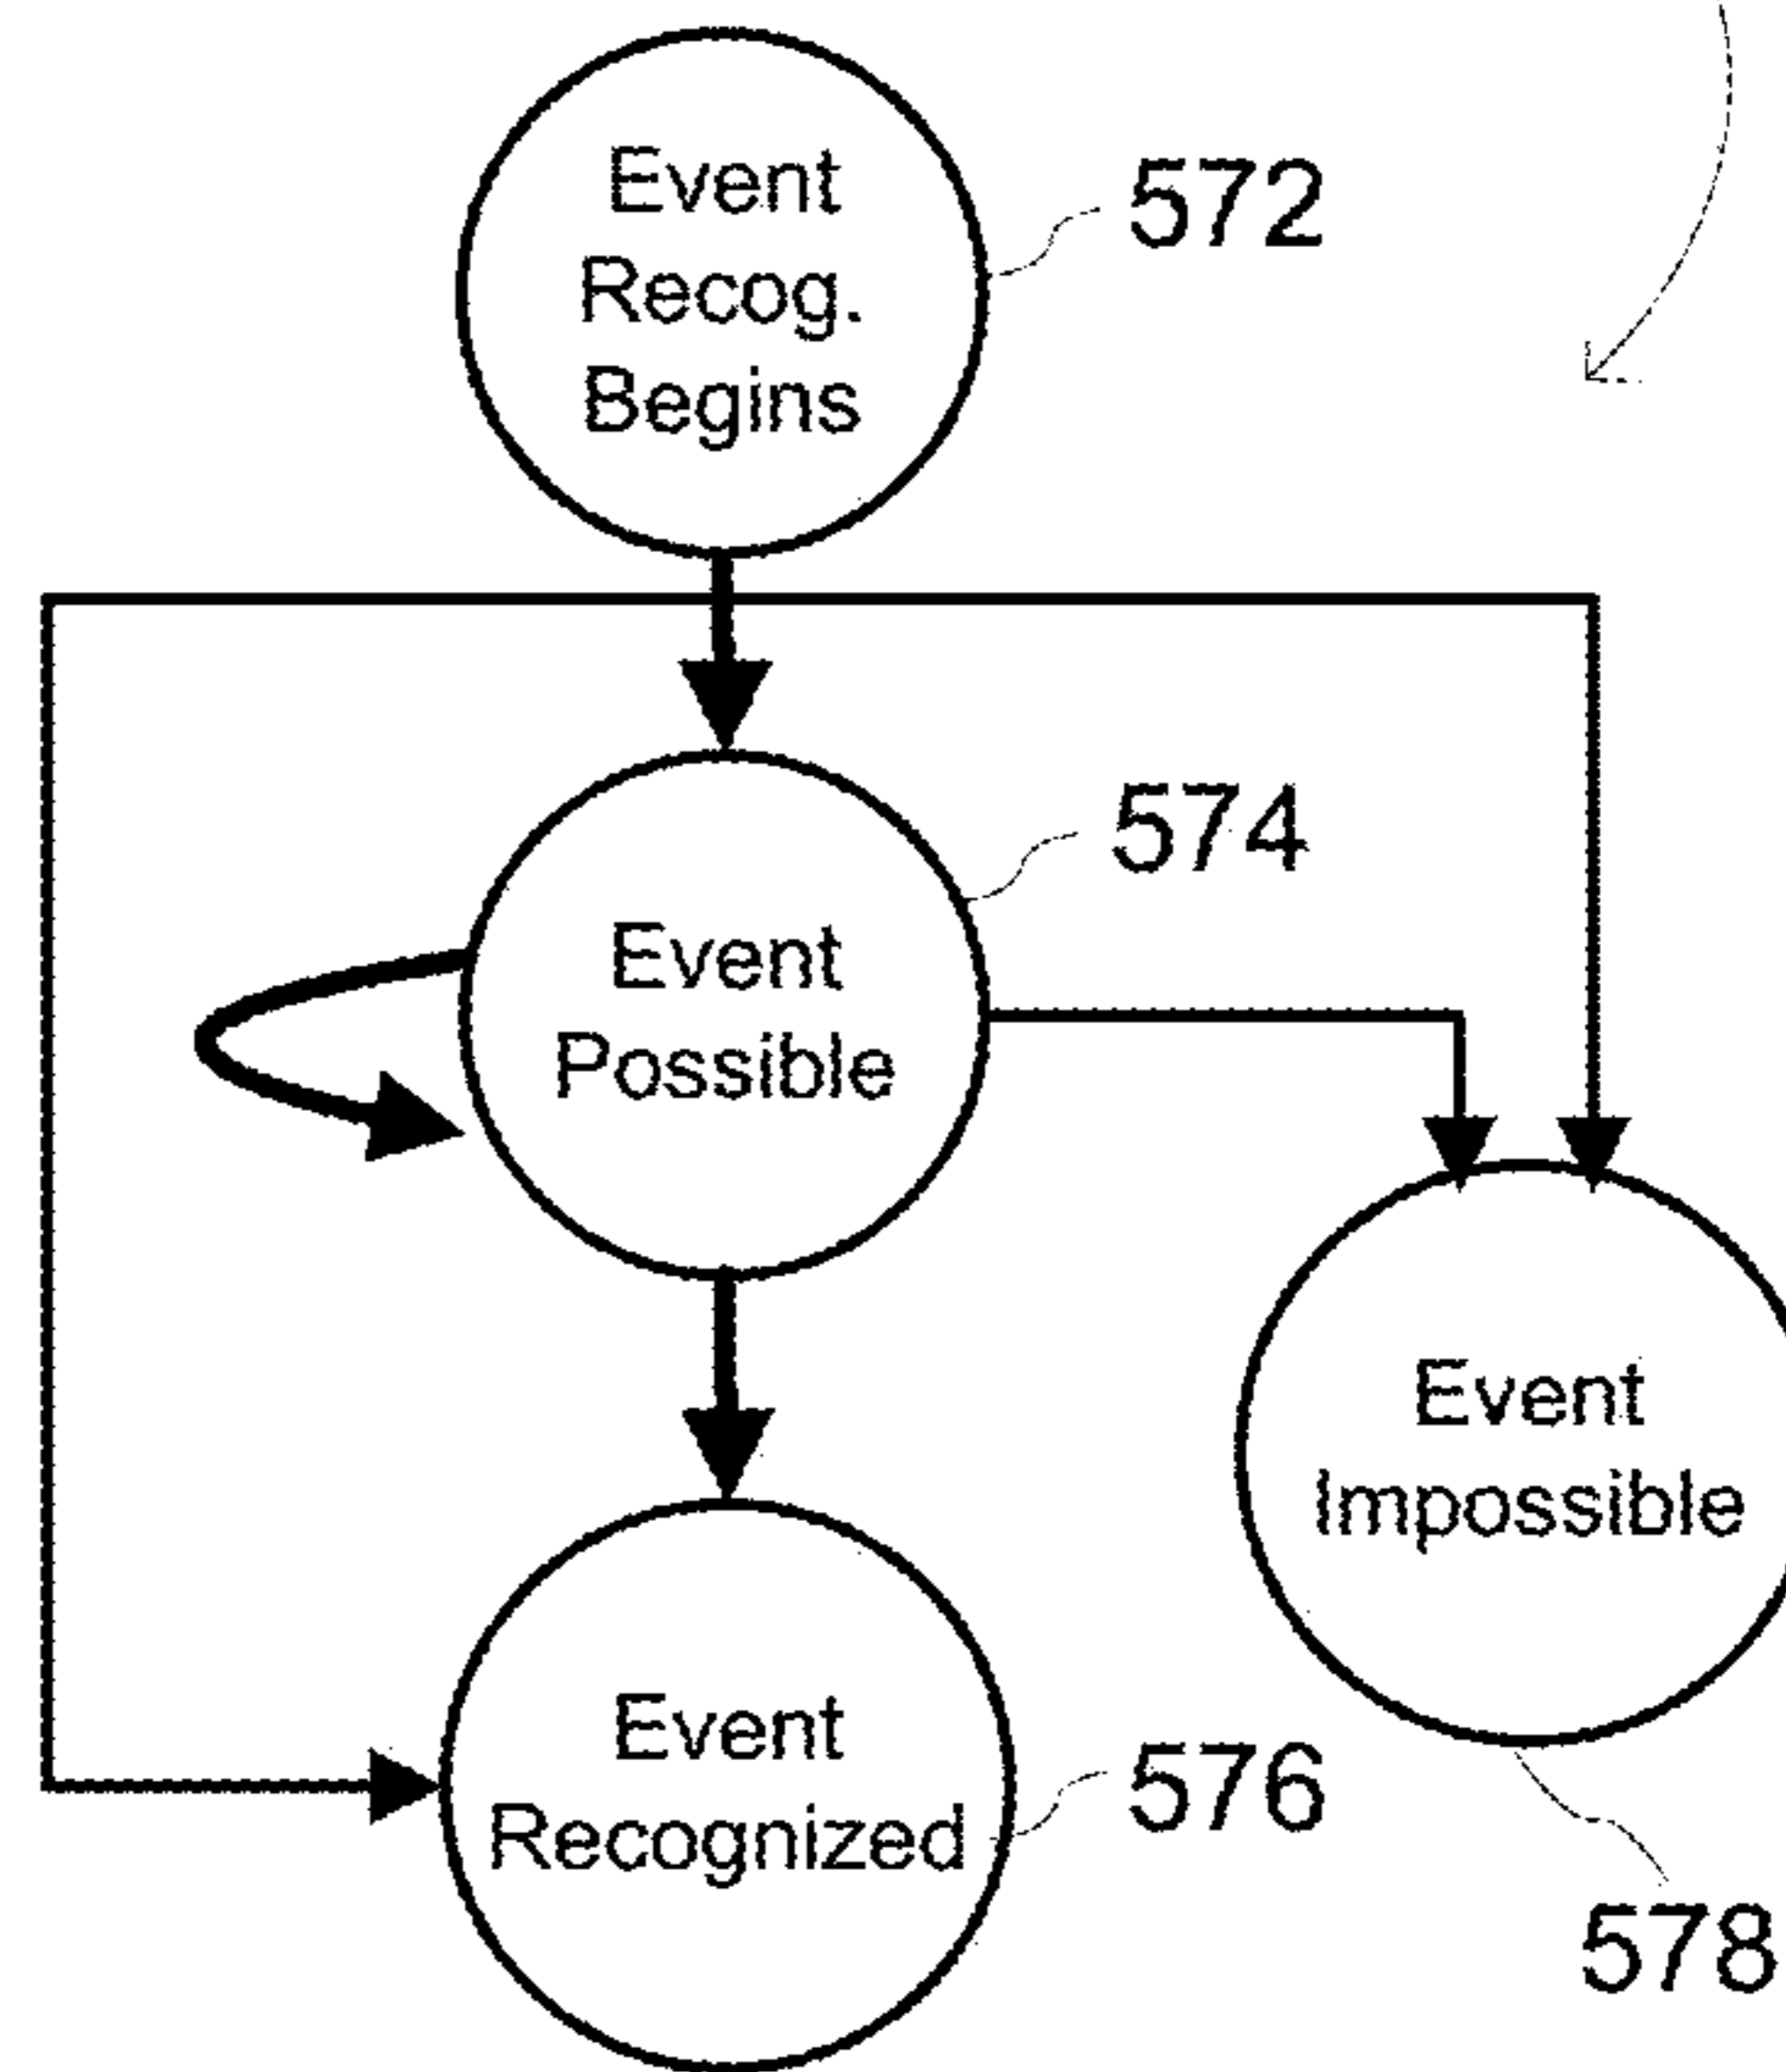 Event
Recog.
Begins
572
574
Event
Possible
Event
Impossible
Event
Recognized
576
578